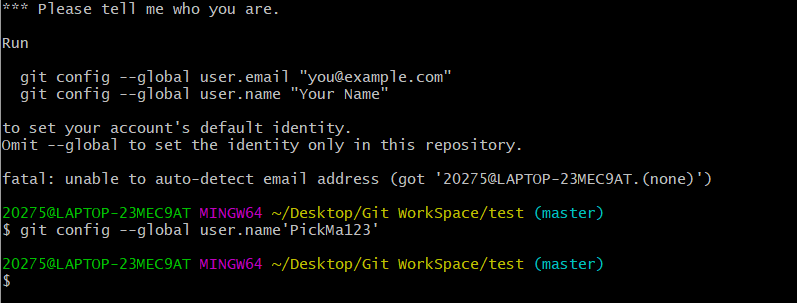 *** Please tell me who you are.
Run
git config --global user.email "you@example.com"
git config --global user.name "Your Name"
to set your account's default identity.
Omit --global to set the identity only in this repository.
fatal: unable to auto-detect email address (got '20275@LAPTOP-23MEC9AT.(none)')
20275@LAPTOP-23MEC9AT MINGW64 ~/Desktop/Git WorkSpace/test (master)
$ git config --global user.name'PickMa123'
20275@LAPTOP-23MEC9AT MINGW64 ~/Desktop/Git WorkSpace/test (master)
$